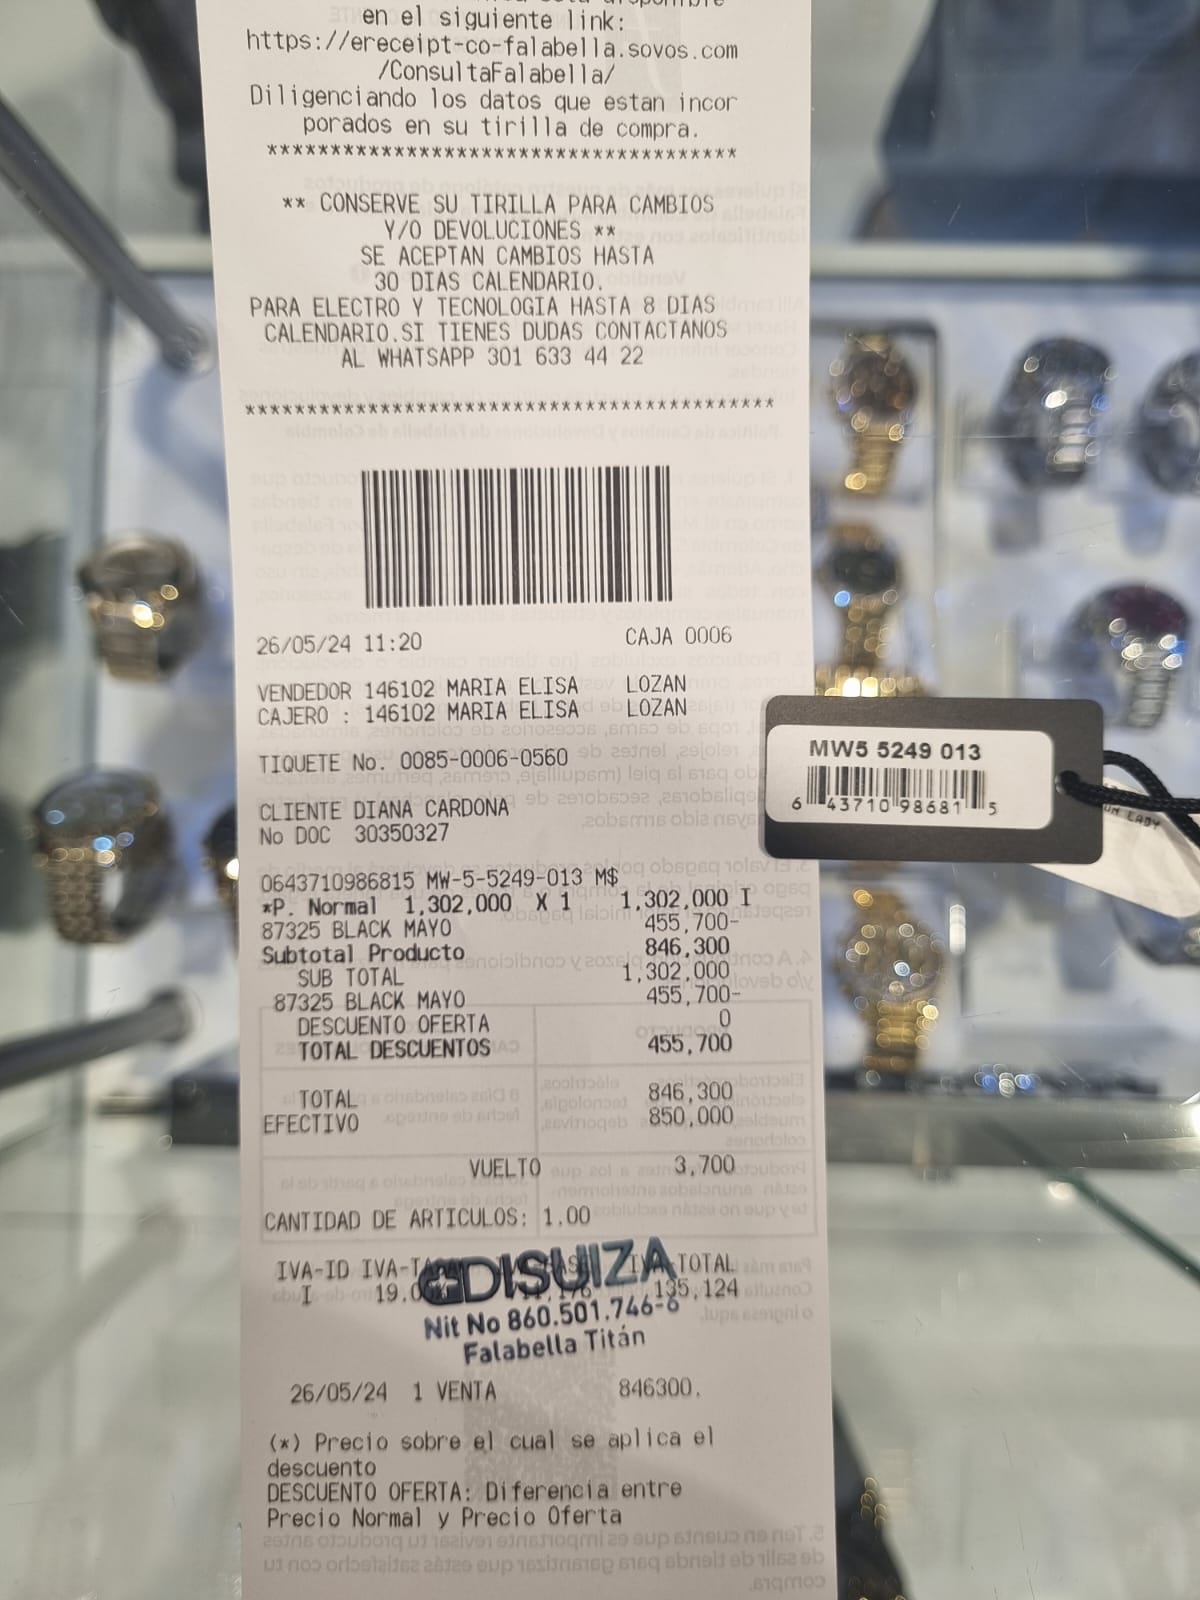 en el siguiente link:
https://ereceipt-co-falabella.sovos.com
/ConsultaFalabella/
Diligenciando los datos que estan incor
porados en su tirilla de compra.
*************************************
** CONSERVE SU TIRILLA PARA CAMBIOS
Y/O DEVOLUCIONES **
SE ACEPTAN CAMBIOS HASTA
30 DIAS CALENDARIO.
PARA ELECTRO Y TECNOLOGIA HASTA 8 DIAS
CALENDARIO.SI TIENES DUDAS CONTACTANOS
AL WHATSAPP 301 633 44 22
******************************************
26/05/24 11:20 CAJA 0006
VENDEDOR 146102 MARIA ELISA LOZAN
CAJERO : 146102 MARIA ELISA LOZAN
TIQUETE No. 0085-0006-0560
CLIENTE DIANA CARDONA
No DOC 30350327
0643710986815 MW-5-5249-013 M$
*P. Normal 1,302,000 X 1 1,302,000 I
87325 BLACK MAYO 455,700-
Subtotal Producto 846,300
SUB TOTAL 1,302,000
87325 BLACK MAYO 455,700-
DESCUENTO OFERTA 0
TOTAL DESCUENTOS 455,700
TOTAL 846,300
EFECTIVO 850,000
VUELTO 3,700
CANTIDAD DE ARTICULOS: 1.00
IVA-ID IVA-TOTAL
I 135,124
DISUIZA
Nit No 860.501.746-6
Falabella Titán
26/05/24 1 VENTA 846300.
(*) Precio sobre el cual se aplica el
descuento
DESCUENTO OFERTA: Diferencia entre
Precio Normal y Precio Oferta
MW5 5249 013
6 43710 98681 5
LADY